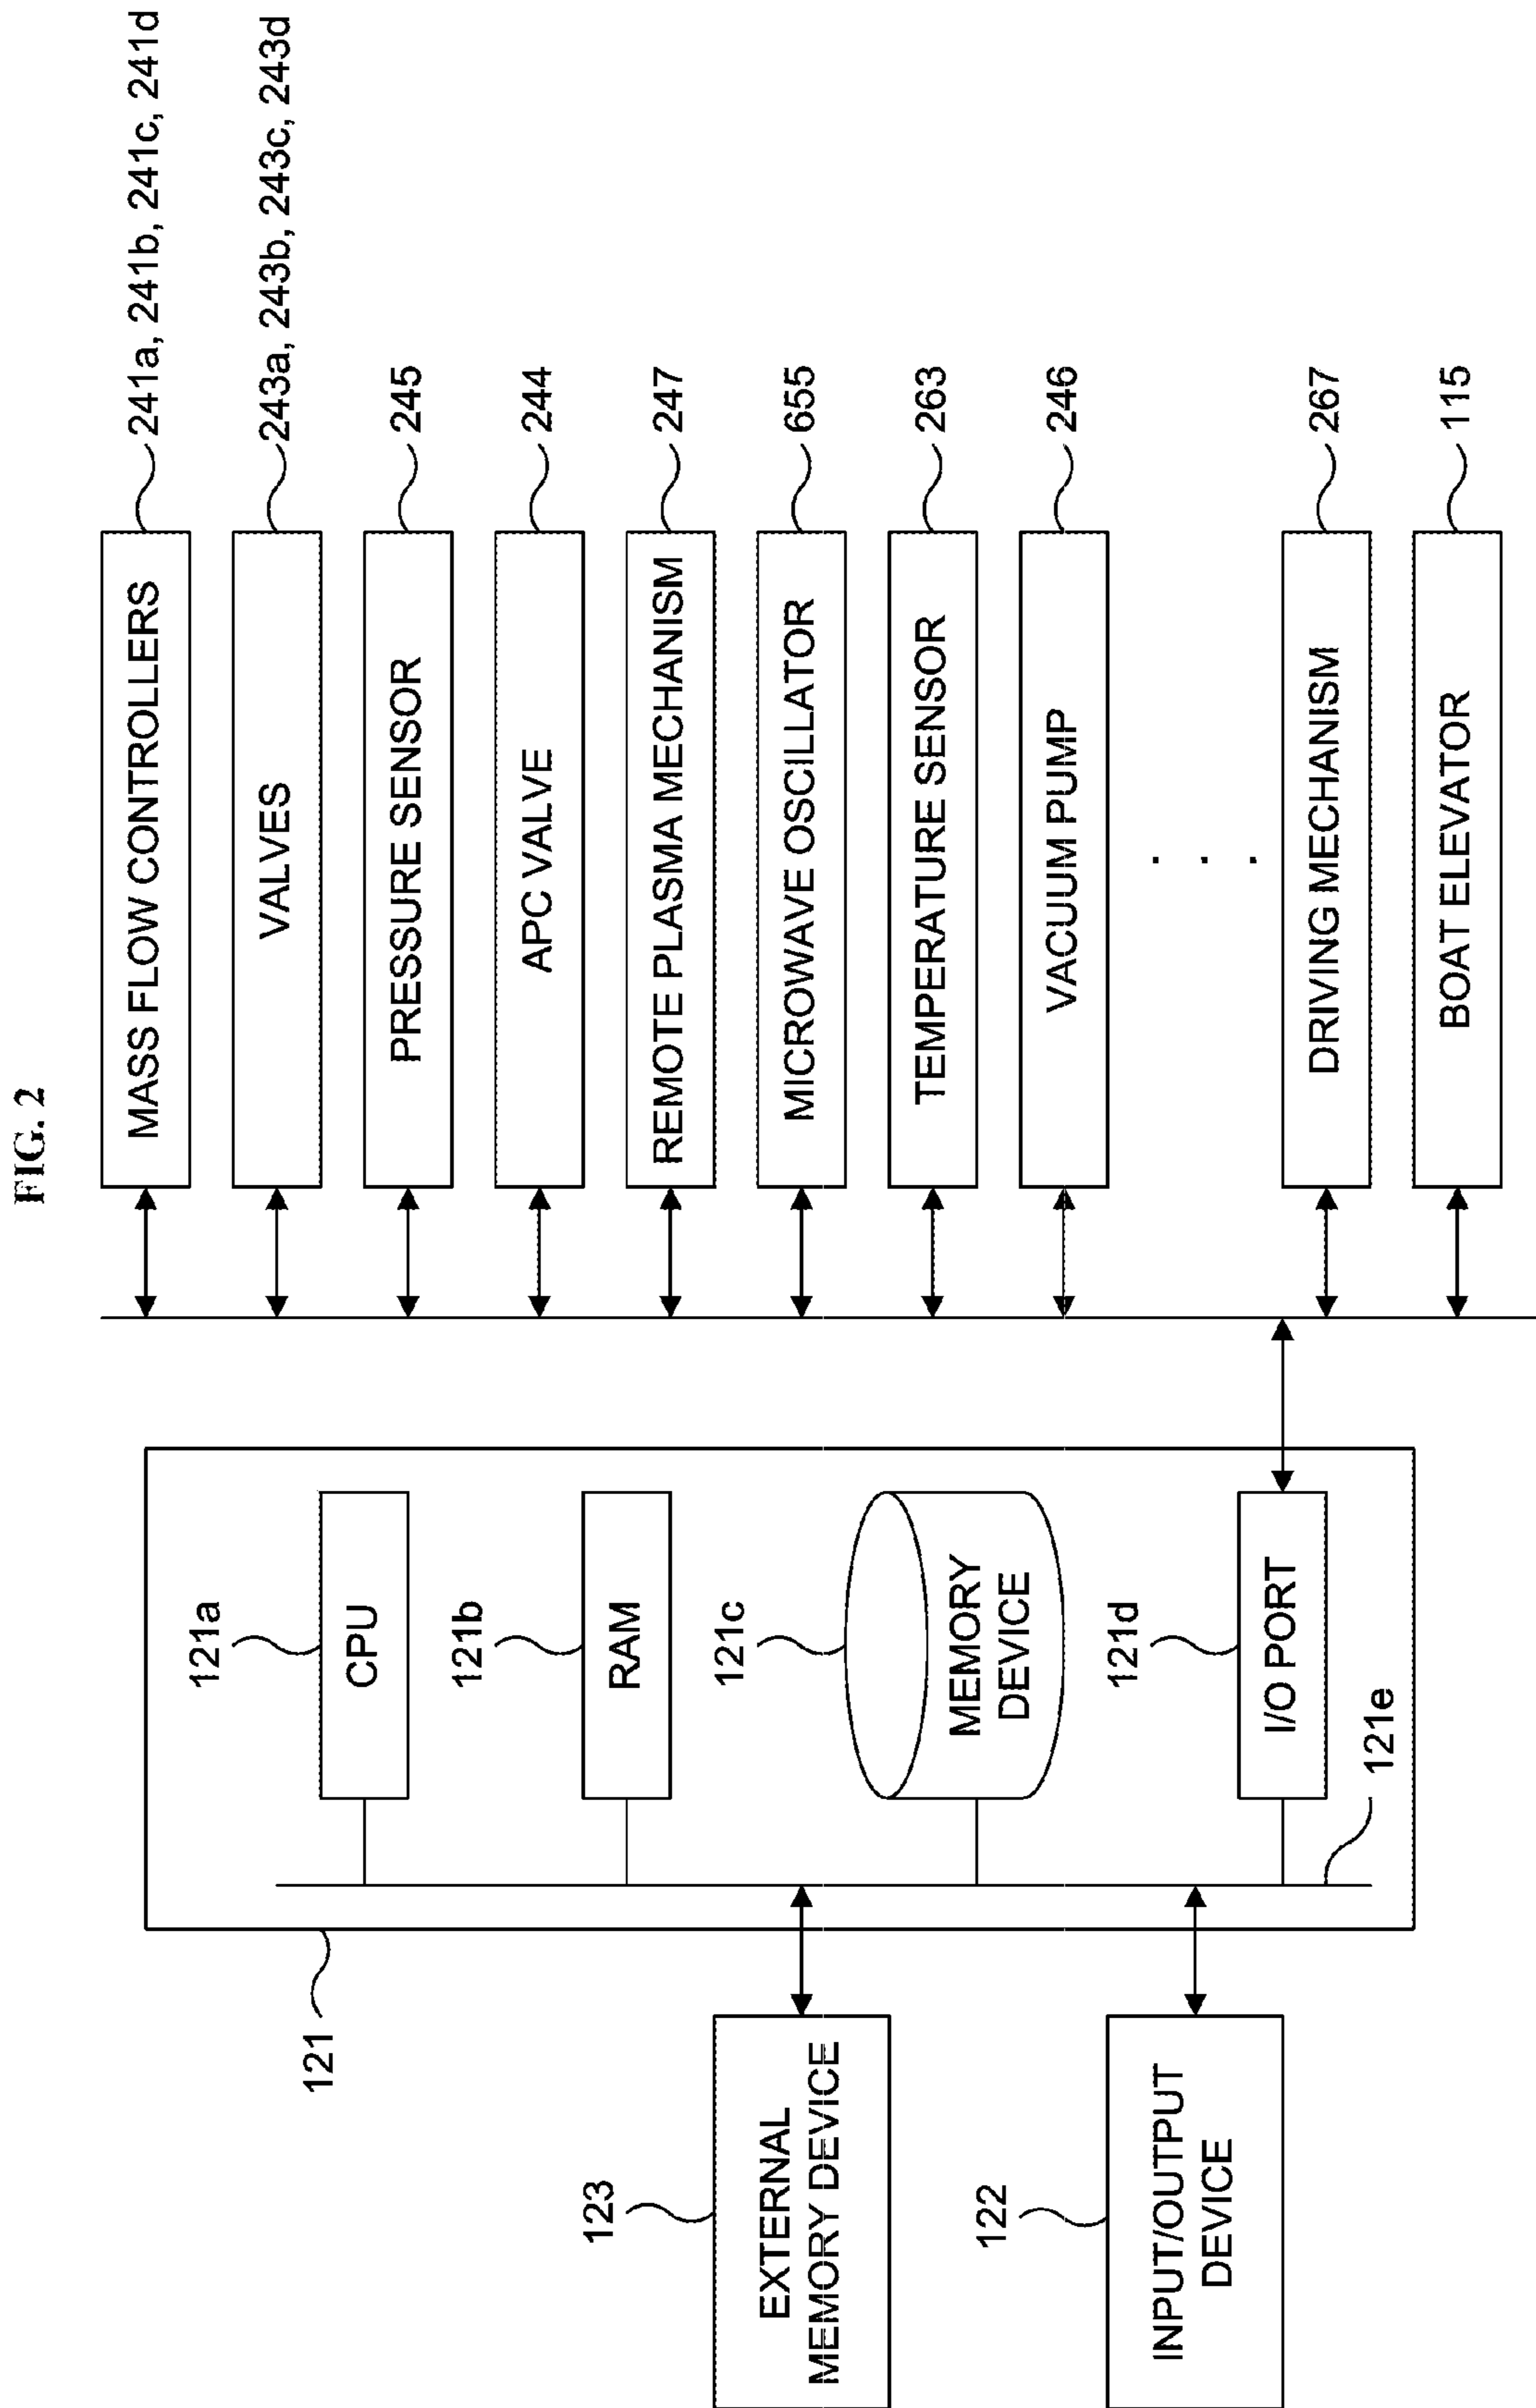 FIG. 2
121
121a
CPU
121b
RAM
121c
MEMORY
DEVICE
121d
I/O PORT
121e
123
EXTERNAL
MEMORY DEVICE
122
INPUT/OUTPUT
DEVICE
MASS FLOW CONTROLLERS
241a, 241b, 241c, 241d
VALVES
243a, 243b, 243c, 243d
PRESSURE SENSOR
245
APC VALVE
244
REMOTE PLASMA MECHANISM
247
MICROWAVE OSCILLATOR
655
TEMPERATURE SENSOR
263
VACUUM PUMP
246
. . .
DRIVING MECHANISM
267
BOAT ELEVATOR
115